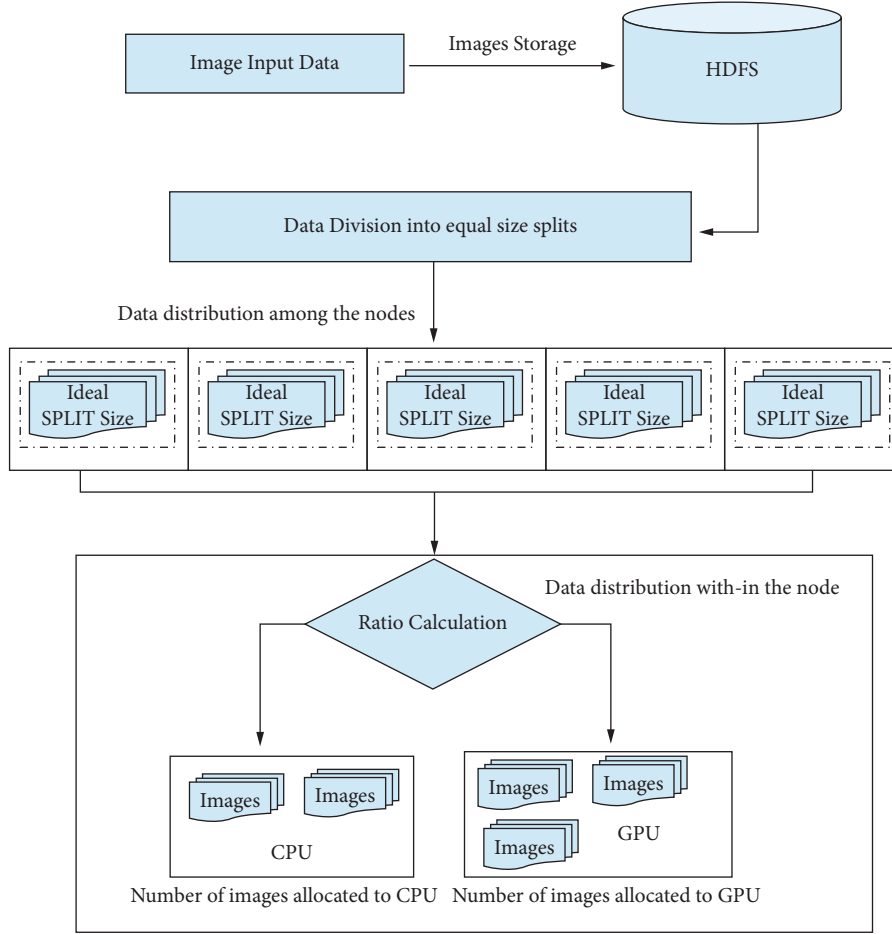 Image Input Data
Images Storage
HDFS
Data Division into equal size splits
Data distribution among the nodes
Ideal
SPLIT Size
Ideal
SPLIT Size
Ideal
SPLIT Size
Ideal
SPLIT Size
Ideal
SPLIT Size
Data distribution with-in the node
Ratio Calculation
Images
Images
CPU
Number of images allocated to CPU
Images
Images
Images
GPU
Number of images allocated to GPU